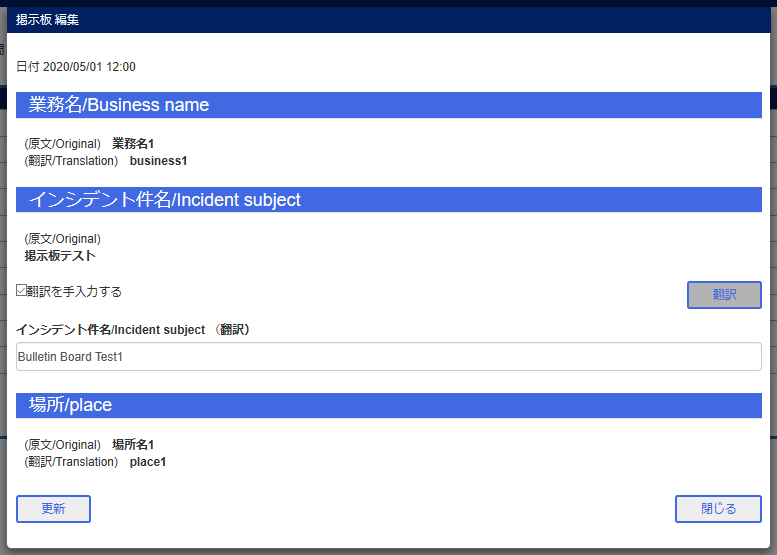 掲示板 編集
日付 2020/05/01 12:00
業務名/Business name
(原文/Original) 業務名1
(翻訳/Translation) business1
インシデント件名/Incident subject
(原文/Original)
掲示板テスト
翻訳を手入力する
翻訳
インシデント件名/Incident subject （翻訳）
Bulletin Board Test1
場所/place
(原文/Original) 場所名1
(翻訳/Translation) place1
更新
閉じる